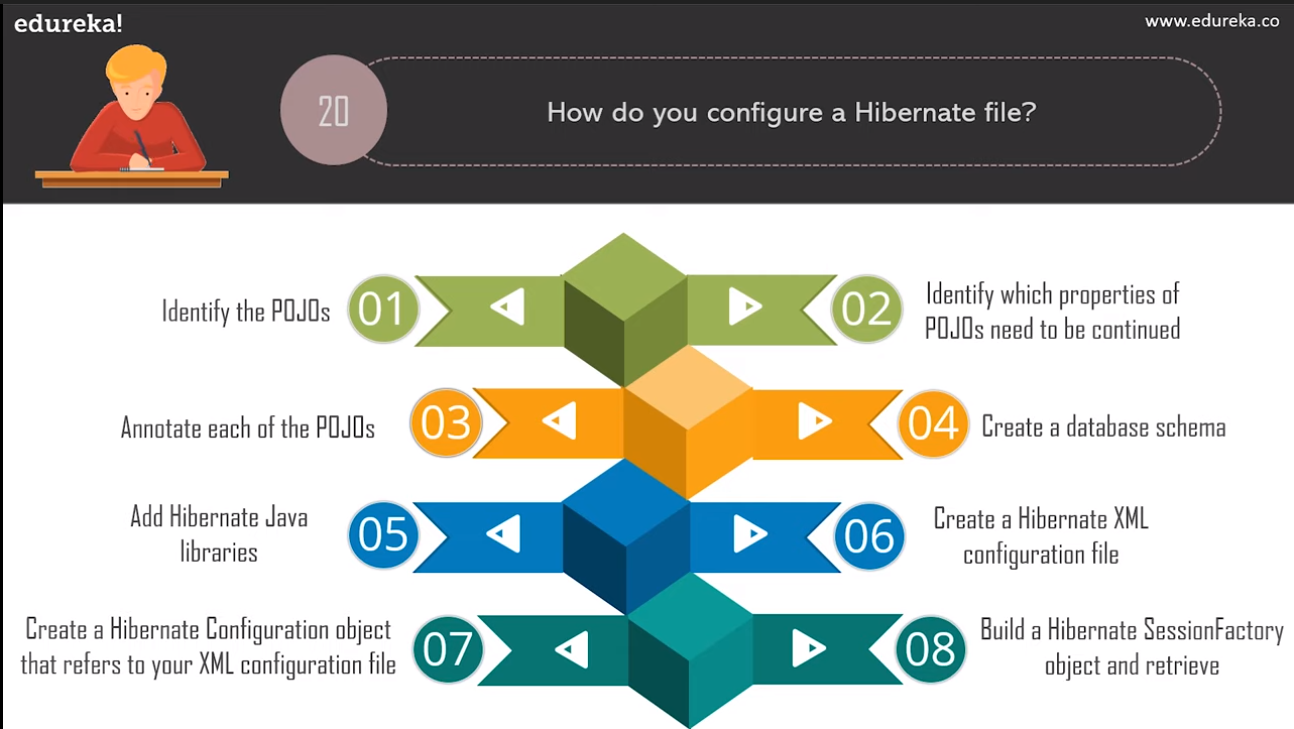 edureka!
www.edureka.co
20
How do you configure a Hibernate file?
Identify the POJOs
01
02
Identify which properties of
POJOs need to be continued
Annotate each of the POJOs
03
04
Create a database schema
Add Hibernate Java
libraries
05
06
Create a Hibernate XML
configuration file
Create a Hibernate Configuration object
that refers to your XML configuration file
07
08
Build a Hibernate SessionFactory
object and retrieve